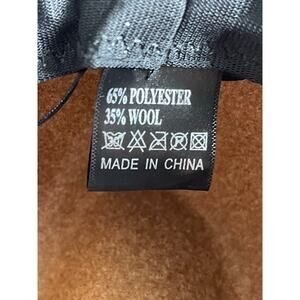 65% POLYESTER
35% WOOL
MADE IN CHINA